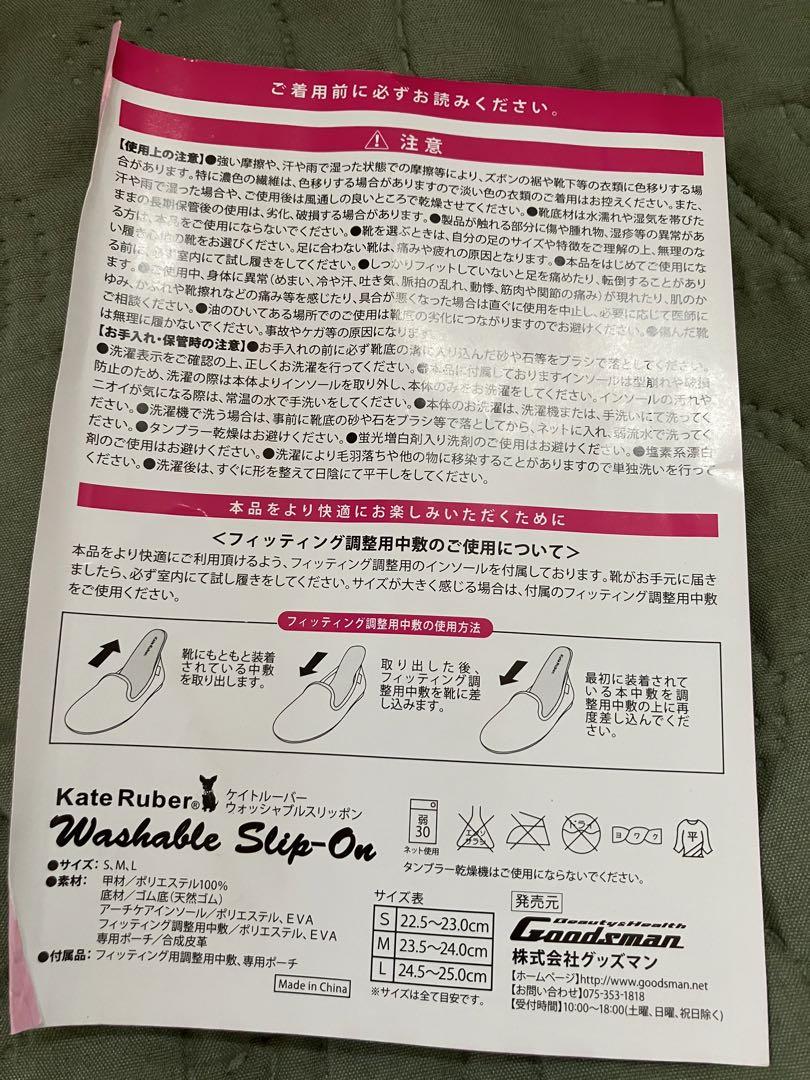 ご着用前に必ずお読みください。
注意
【使用上の注意】●強い摩擦や、汗や雨で湿った状態での摩擦等により、ズボンの裾や靴下等の衣類に色移りする場
合があります。特に濃色の繊維は、色移りする場合がありますので淡い色の衣類のご着用はお控えください。また、
汗や雨で湿った場合や、ご使用後は風通しの良いところで乾燥させてください。●靴底材は水濡れや湿気を帯びた
ままの長期保管後の使用は、劣化、破損する場合があります。●製品が触れる部分に傷や腫れ物、湿疹等の異常があ
る方は、本品をご使用にならないでください。●靴を選ぶときは、自分の足のサイズや特徴をご理解の上、無理のな
い履き心地の靴をお選びください。足に合わない靴は、痛みや疲れの原因となります。●本品をはじめてご使用にな
る前に、必ず室内にて試し履きをしてください。●しっかりフィットしていないと足を痛めたり、転倒することがあり
ます。●ご使用中、身体に異常(めまい、冷や汗、吐き気、脈拍の乱れ、動悸、筋肉や関節の痛み)が現れたり、肌のか
ゆみ、かぶれや靴擦れなどの痛み等を感じたり、具合が悪くなった場合は直ぐに使用を中止し、必要に応じて医師に
ご相談ください。●油のひいてある場所でのご使用は靴底の劣化につながりますのでお避けください。●傷んだ靴
は無理に履かないでください。事故やケガ等の原因になります。
【お手入れ・保管時の注意】●お手入れの前に必ず靴底の溝に入り込んだ砂や石等をブラシで落としてください。
●洗濯表示をご確認の上、正しくお洗濯を行ってください。●本品に付属しておりますインソールは型崩れや破損
防止のため、洗濯の際は本体よりインソールを取り外し、本体のみをお洗濯をしてください。インソールの汚れや
ニオイが気になる際は、常温の水で手洗いをしてください。●本体のお洗濯は、洗濯機または、手洗いにて洗ってく
ださい。●洗濯機で洗う場合は、事前に靴底の砂や石をブラシ等で落としてから、ネットに入れ、弱流水で洗ってく
ださい。●タンブラー乾燥はお避けください。●蛍光増白剤入り洗剤のご使用はお避けください。●塩素系漂白
剤のご使用はお避けください。●洗濯により毛羽落ちや他の物に移染することがありますので単独洗いを行って
ください。●洗濯後は、すぐに形を整えて日陰にて平干しをしてください。
本品をより快適にお楽しみいただくために
＜フィッティング調整用中敷のご使用について＞
本品をより快適にご利用頂けるよう、フィッティング調整用のインソールを付属しております。靴がお手元に届き
ましたら、必ず室内にて試し履きをしてください。サイズが大きく感じる場合は、付属のフィッティング調整用中敷
をご使用ください。
フィッティング調整用中敷の使用方法
靴にもともと装着
されている中敷
を取り出します。
取り出した後、
フィッティング調
整用中敷を靴に差
し込みます。
最初に装着されて
いる本中敷を調
整用中敷の上に再
度差し込んでくだ
さい。
Kate Ruber® ケイトルーバー
ウォッシャブルスリッポン
Washable Slip-On
●サイズ：S、M、L
●素材： 甲材／ポリエステル100%
底材／ゴム底(天然ゴム)
アーチケアインソール／ポリエステル、EVA
フィッティング調整用中敷／ポリエステル、EVA
専用ポーチ／合成皮革
●付属品：フィッティング用調整用中敷、専用ポーチ
Made in China
弱
30
ネット使用
エンソ
サラシ
ドライ
ヨワク
平
タンブラー乾燥機はご使用にならないでください。
サイズ表
S 22.5～23.0cm
M 23.5～24.0cm
L 24.5～25.0cm
※サイズは全て目安です。
発売元
Beauty&Health
Goodsman
株式会社グッズマン
【ホームページ】http://www.goodsman.net
【お問い合わせ】075-353-1818
【受付時間】10:00～18:00(土曜、日曜、祝日除く)